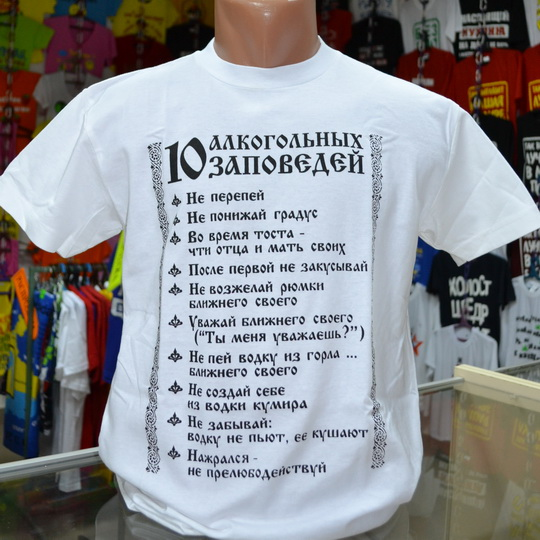 10 АЛКОГОЛЬНЫХ
ЗАПОВЕДЕЙ
Не перепей
Не понижай градус
Во время тоста -
чти отца и мать своих
После первой не закусывай
Не возжелай рюмки
ближнего своего
Уважай ближнего своего
("Ты меня уважаешь?")
Не пей водку из горла ...
ближнего своего
Не создай себе
из водки кумира
Не забывай:
водку не пьют, ее кушают
Нажрался -
не прелюбодействуй
ХОЛОСТ
ЩЕДР